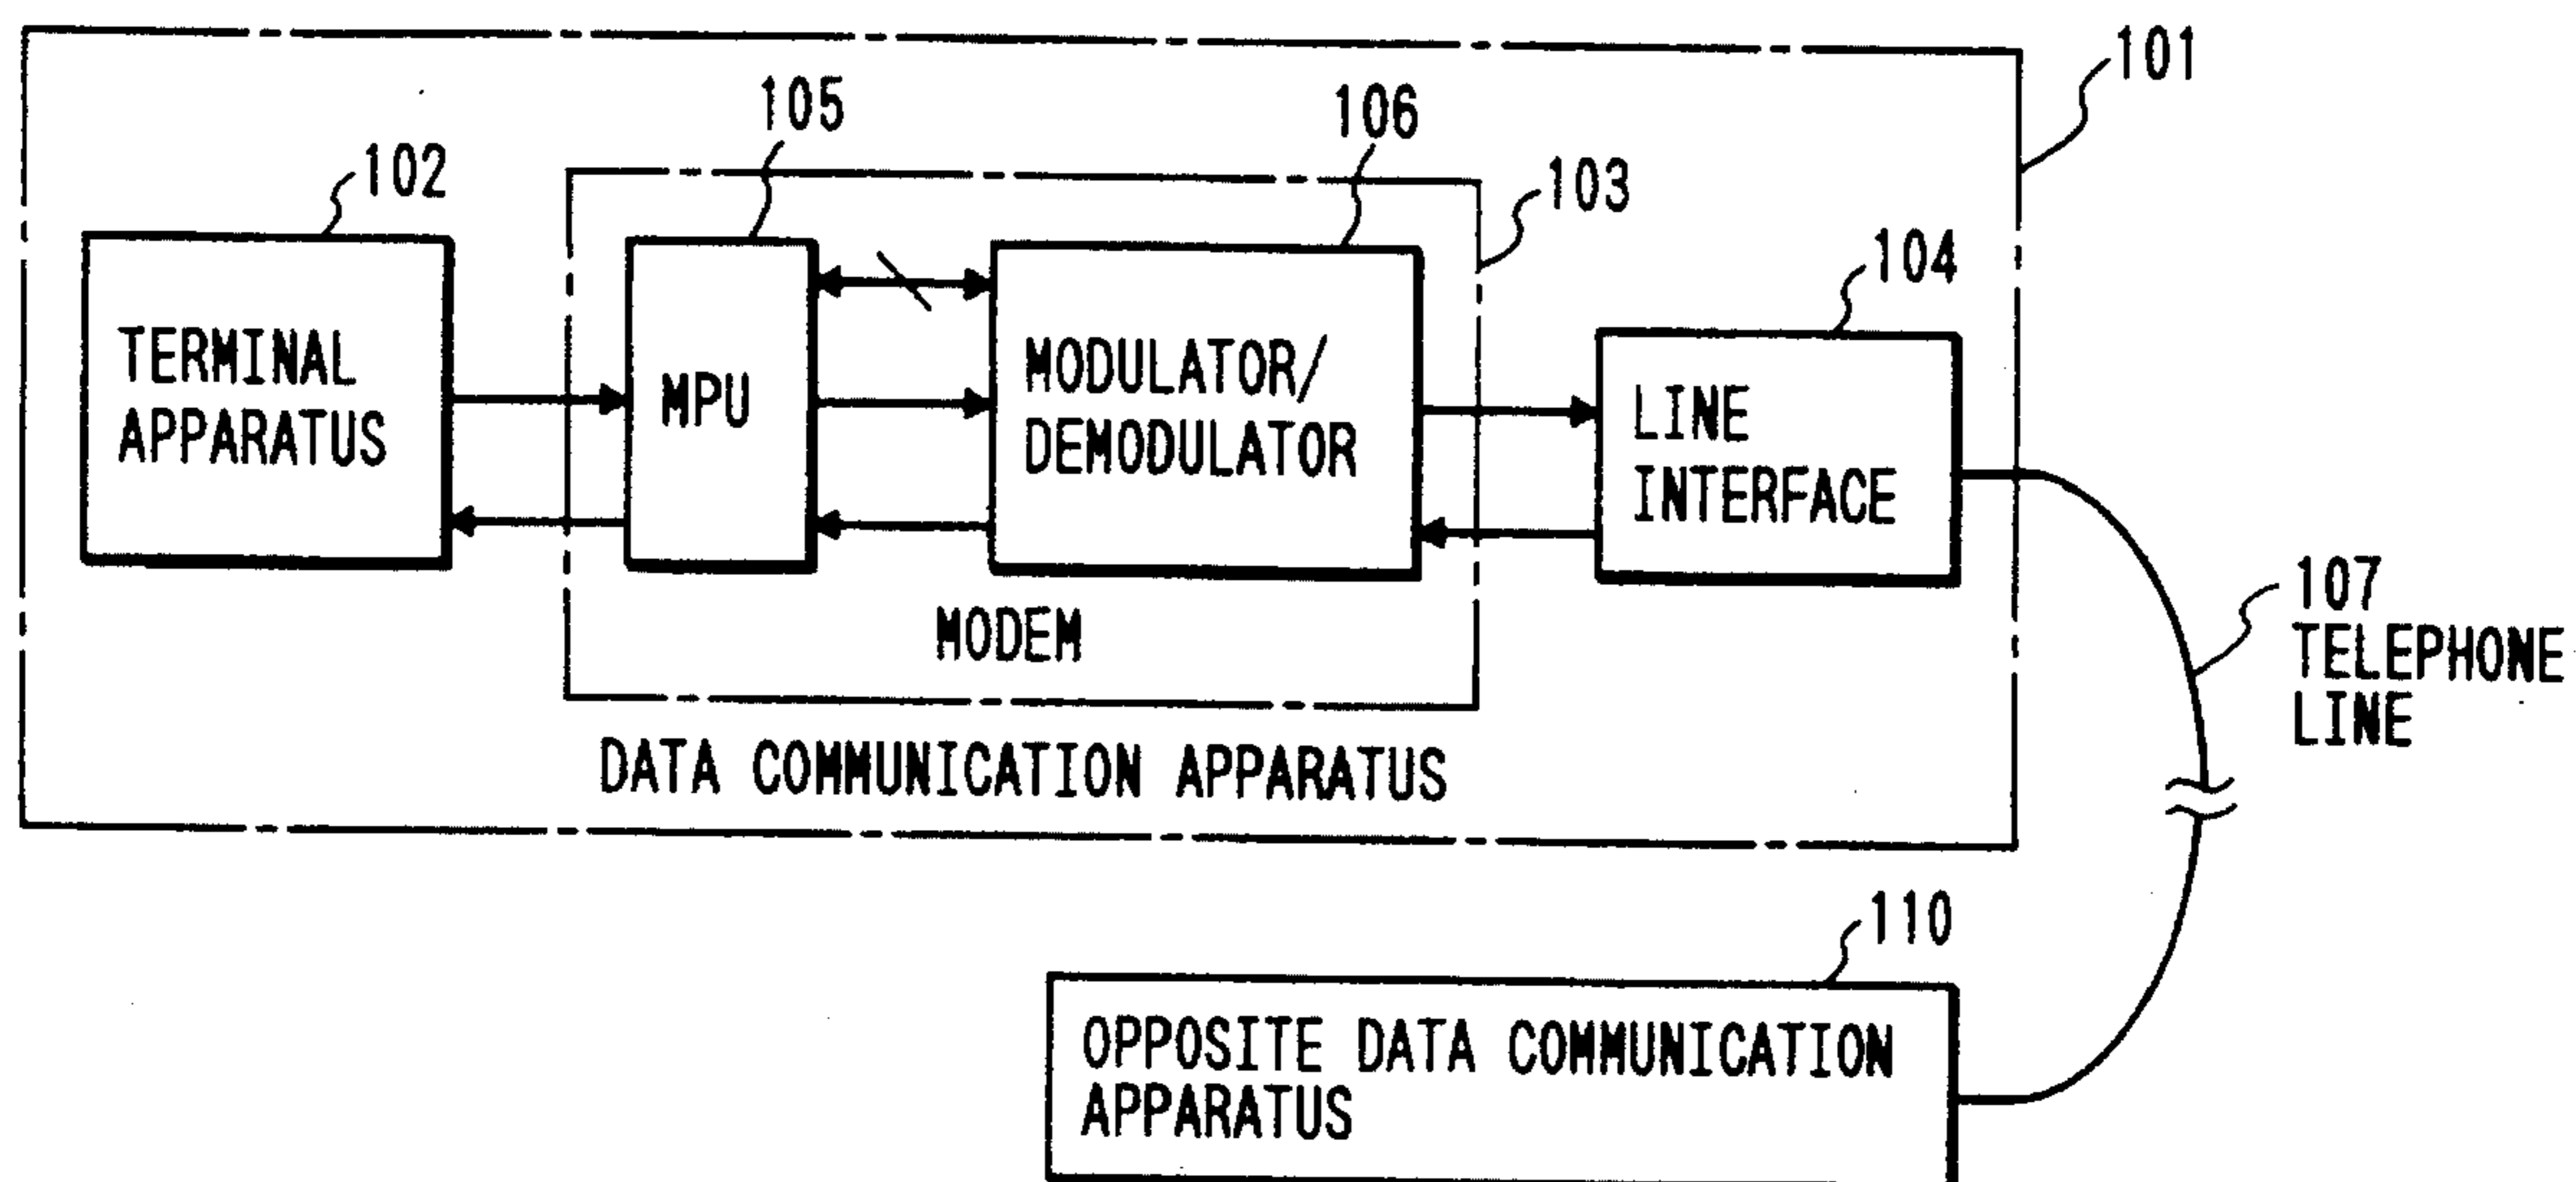 101
105
106
102
103
104
TERMINAL
APPARATUS
MPU
MODULATOR/
DEMODULATOR
LINE
INTERFACE
MODEM
107
TELEPHONE
LINE
DATA COMMUNICATION APPARATUS
110
OPPOSITE DATA COMMUNICATION
APPARATUS